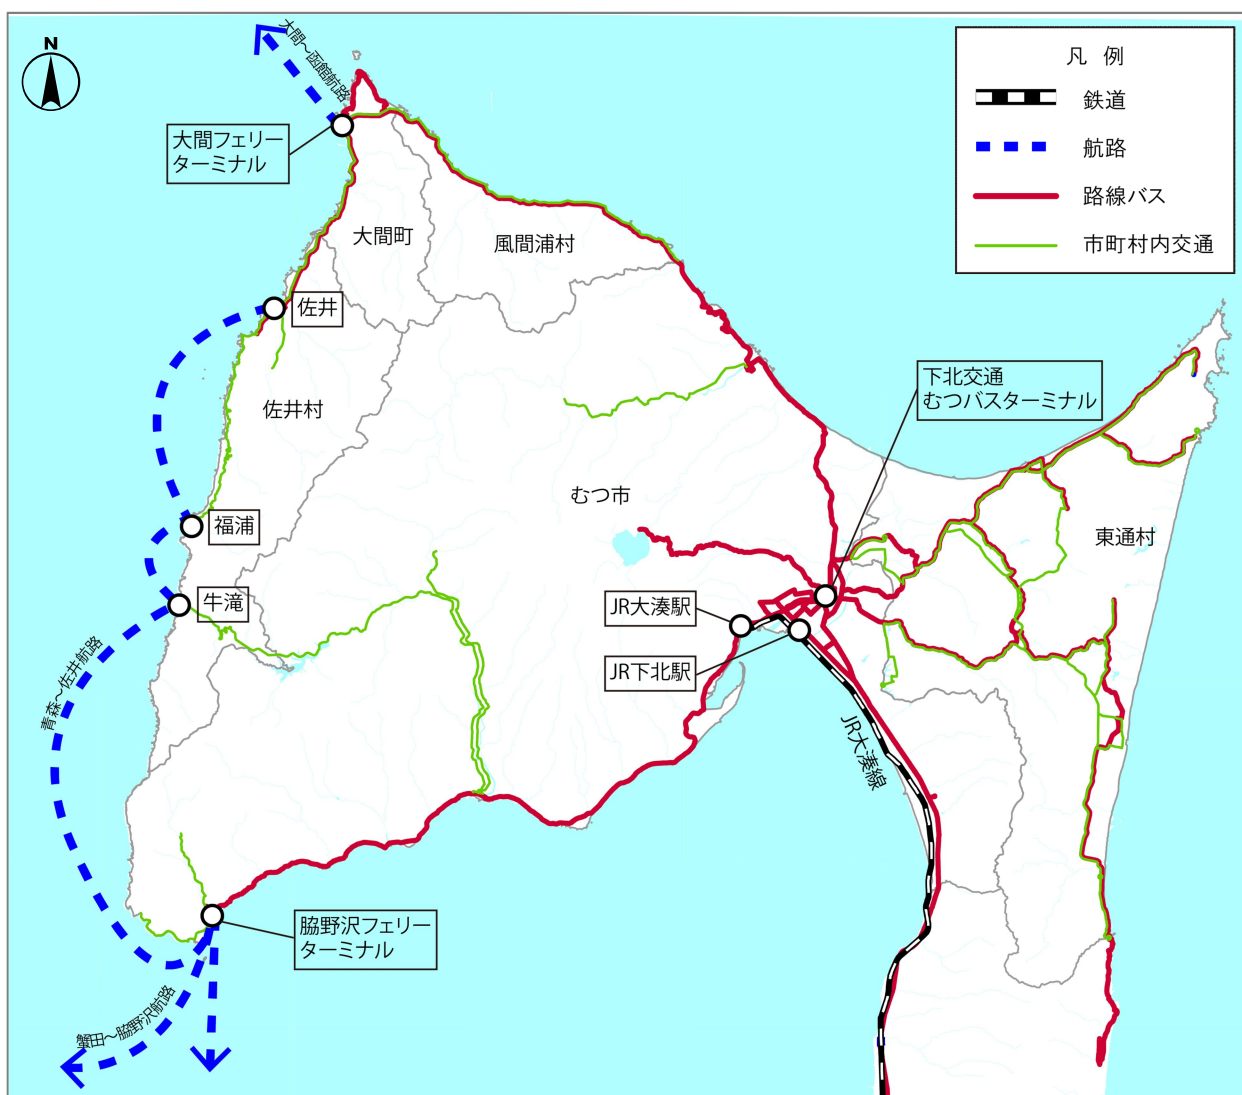 N
大間～函館航路
凡 例
鉄道
航路
路線バス
市町村内交通
大間フェリー
ターミナル
大間町
風間浦村
佐井
佐井村
下北交通
むつバスターミナル
むつ市
東通村
福浦
牛滝
JR大湊駅
JR下北駅
青森～佐井航路
JR大湊線
脇野沢フェリー
ターミナル
蟹田～脇野沢航路